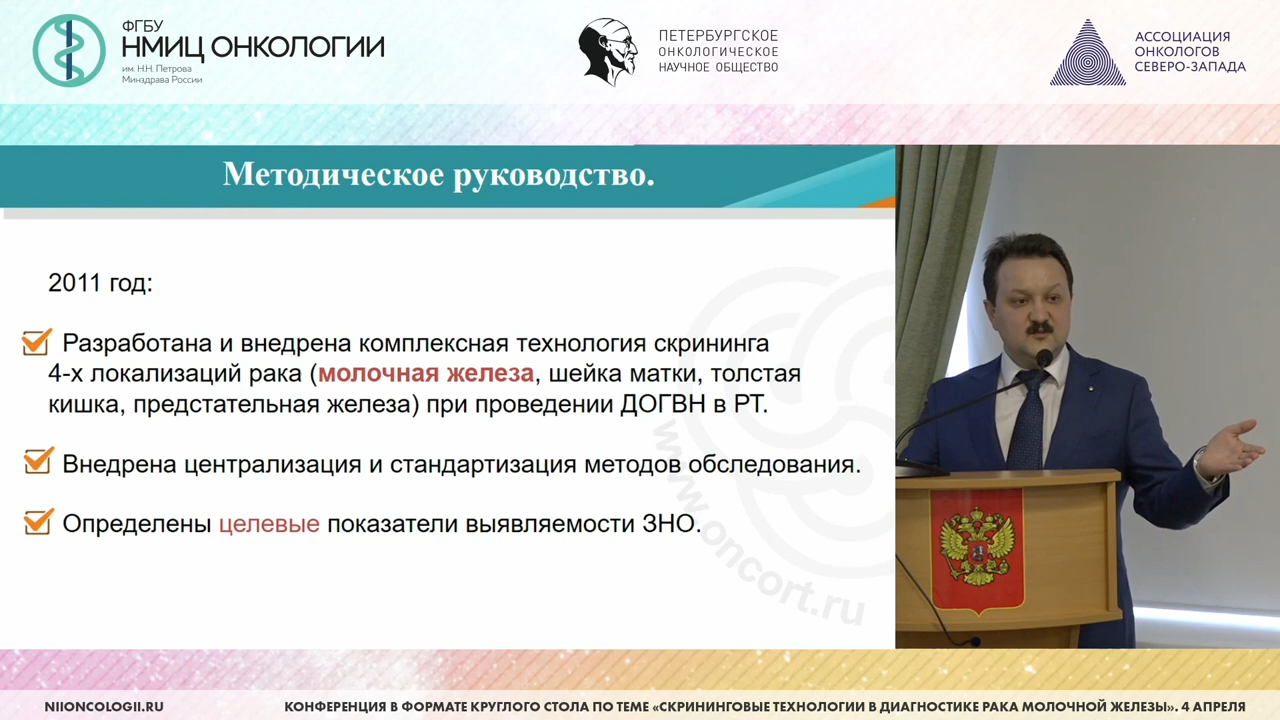 ФГБУ
НМИЦ ОНКОЛОГИИ
им. Н.Н. Петрова
Минздрава России
ПЕТЕРБУРГСКОЕ
ОНКОЛОГИЧЕСКОЕ
НАУЧНОЕ ОБЩЕСТВО
АССОЦИАЦИЯ
ОНКОЛОГОВ
СЕВЕРО-ЗАПАДА
Методическое руководство.
2011 год:
Разработана и внедрена комплексная технология скрининга
4-х локализаций рака (молочная железа, шейка матки, толстая
кишка, предстательная железа) при проведении ДОГВН в РТ.
Внедрена централизация и стандартизация методов обследования.
Определены целевые показатели выявляемости ЗНО.
www.oncort.ru
NIIONCOLOGII.RU
КОНФЕРЕНЦИЯ В ФОРМАТЕ КРУГЛОГО СТОЛА ПО ТЕМЕ «СКРИНИНГОВЫЕ ТЕХНОЛОГИИ В ДИАГНОСТИКЕ РАКА МОЛОЧНОЙ ЖЕЛЕЗЫ». 4 АПРЕЛЯ